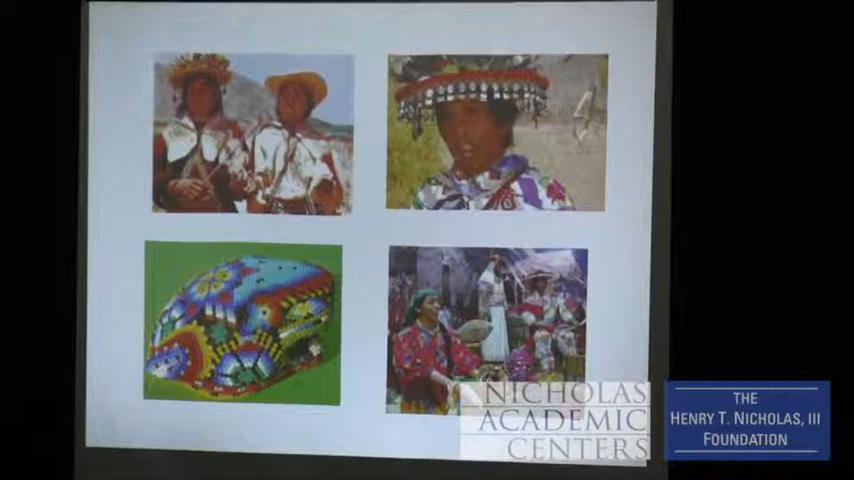 NICHOLAS
ACADEMIC
CENTERS
THE
HENRY T. NICHOLAS, III
FOUNDATION